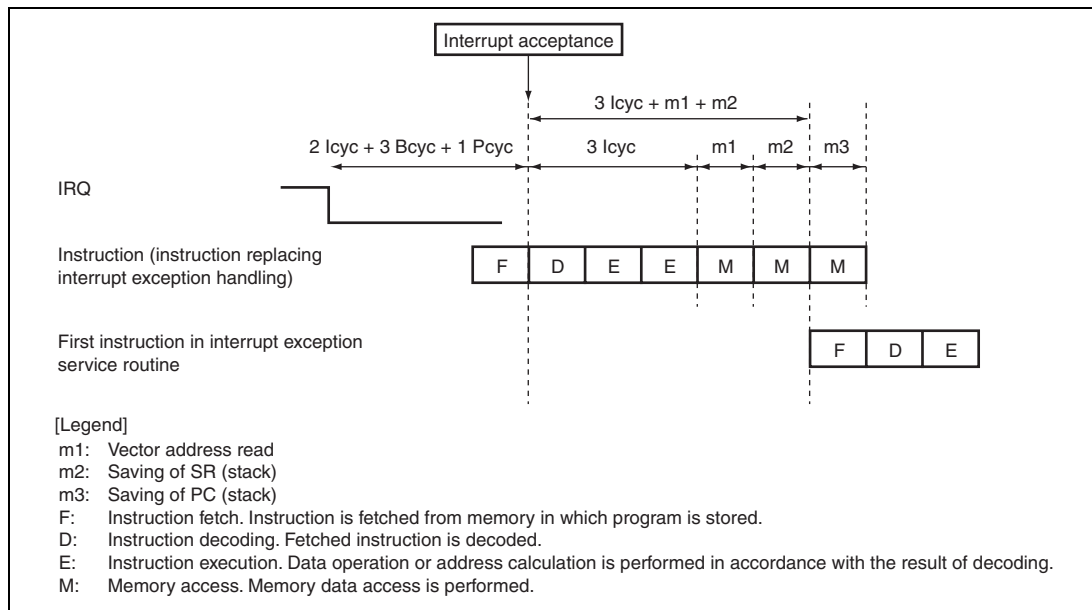 Interrupt acceptance
3 Icyc + m1 + m2
2 Icyc + 3 Bcyc + 1 Pcyc 3 Icyc m1 m2 m3
IRQ
Instruction (instruction replacing
interrupt exception handling)
F D E E M M M
First instruction in interrupt exception
service routine
F D E
[Legend]
m1: Vector address read
m2: Saving of SR (stack)
m3: Saving of PC (stack)
F: Instruction fetch. Instruction is fetched from memory in which program is stored.
D: Instruction decoding. Fetched instruction is decoded.
E: Instruction execution. Data operation or address calculation is performed in accordance with the result of decoding.
M: Memory access. Memory data access is performed.